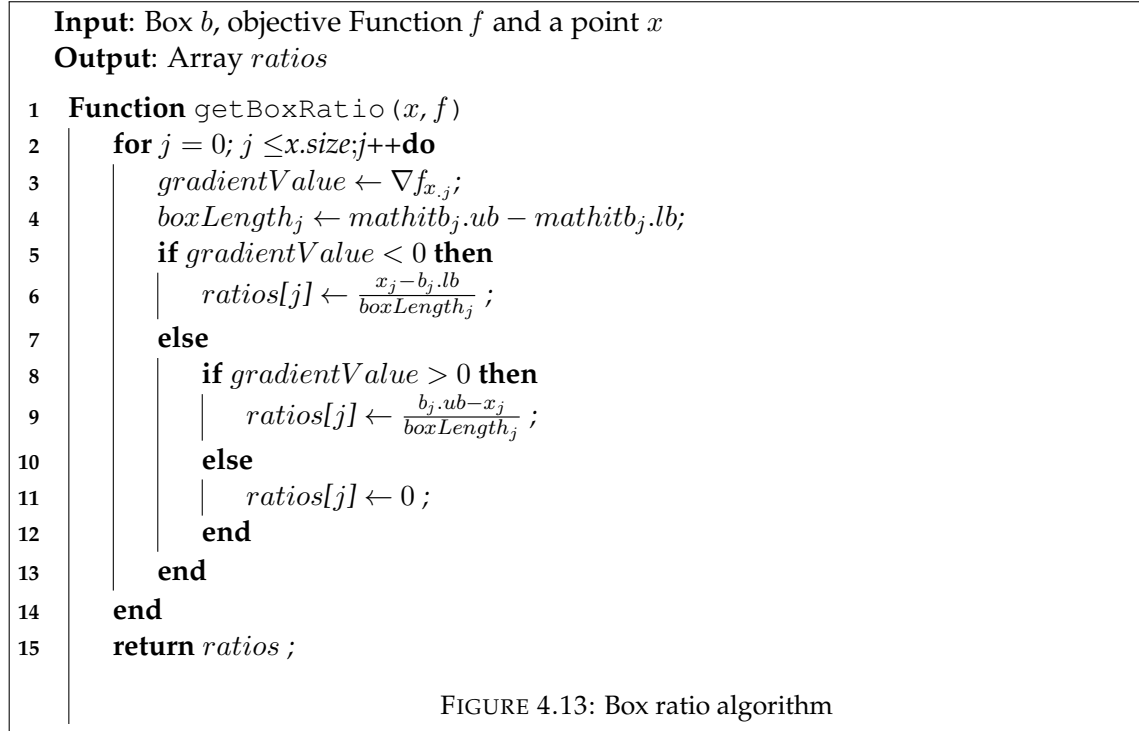 Input: Box b, objective Function f and a point x
Output: Array ratios
1 Function getBoxRatio(x, f)
2 for j = 0; j ≤x.size;j++do
3 gradientValue ← ∇f_{x.j};
4 boxLength_j ← mathitb_j.ub − mathitb_j.lb;
5 if gradientValue < 0 then
6 ratios[j] ← \frac{x_j−b_j.lb}{boxLength_j} ;
7 else
8 if gradientValue > 0 then
9 ratios[j] ← \frac{b_j.ub−x_j}{boxLength_j} ;
10 else
11 ratios[j] ← 0 ;
12 end
13 end
14 end
15 return ratios ;
FIGURE 4.13: Box ratio algorithm